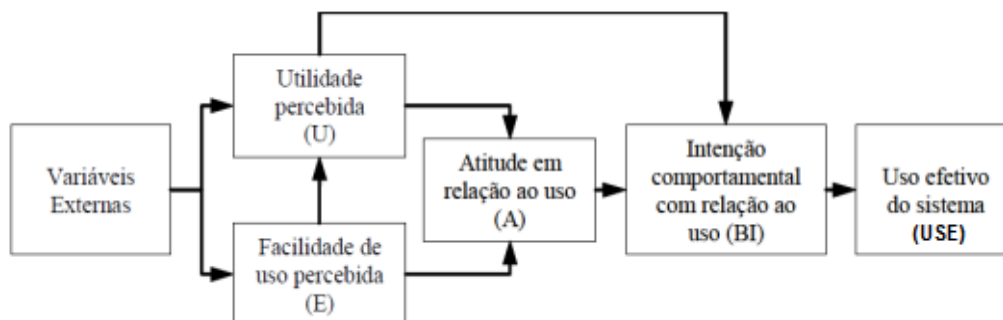 Variáveis
Externas
Utilidade
percebida
(U)
Facilidade de
uso percebida
(E)
Atitude em
relação ao uso
(A)
Intenção
comportamental
com relação ao
uso (BI)
Uso efetivo
do sistema
(USE)